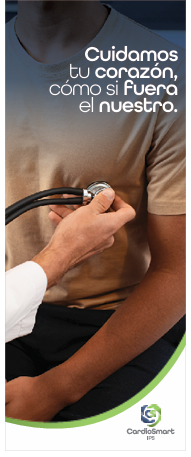 Cuidamos
tu corazón,
cómo si fuera
el nuestro.
CardioSmart
IPS